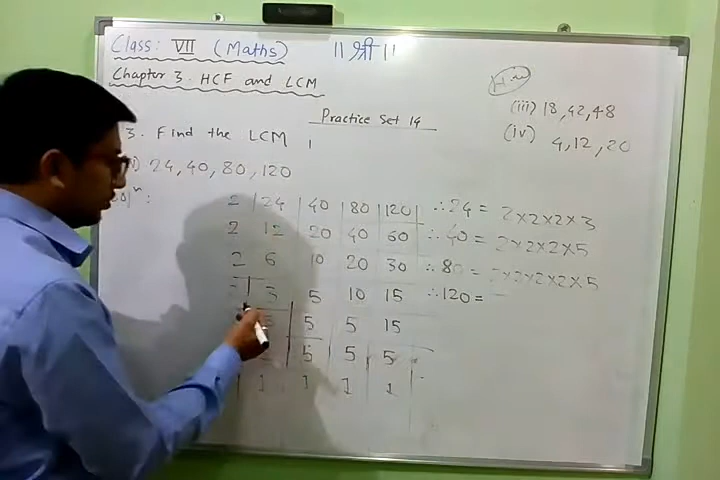 Class: VII (Maths) || श्री ||
Chapter 3. HCF and LCM
H.w
(iii) 18, 42, 48
(iv) 4, 12, 20
Practice Set 14
3. Find the LCM
24, 40, 80, 120
2 | 24 | 40 | 80 | 120 |
2 12 20 40 60
2 6 10 20 30
3 5 10 15
5 5 15
5 5 5
1 1 1 1
∴ 24 = 2×2×2×3
∴ 40 = 2×2×2×5
∴ 80 = 2×2×2×2×5
∴ 120 =